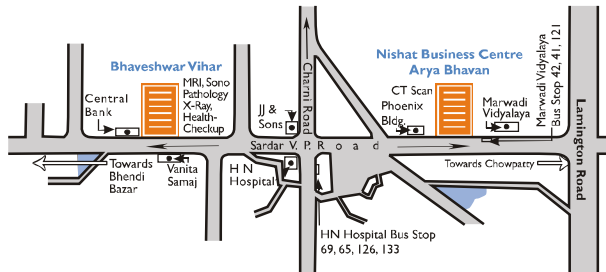 Bhaveshwar Vihar
MRI, Sono
Pathology
X-Ray,
Health-
Checkup
Central
Bank
JJ &
Sons
Charni Road
Nishat Business Centre
Arya Bhavan
CT Scan
Phoenix
Bldg.
Marwadi
Vidyalaya
Marwadi Vidyalaya
Bus Stop 42, 41, 121
Lamington Road
Sardar V. P. Road
Towards
Bhendi
Bazar
Vanita
Samaj
H N
Hospital
Towards Chowpatty
HN Hospital Bus Stop
69, 65, 126, 133